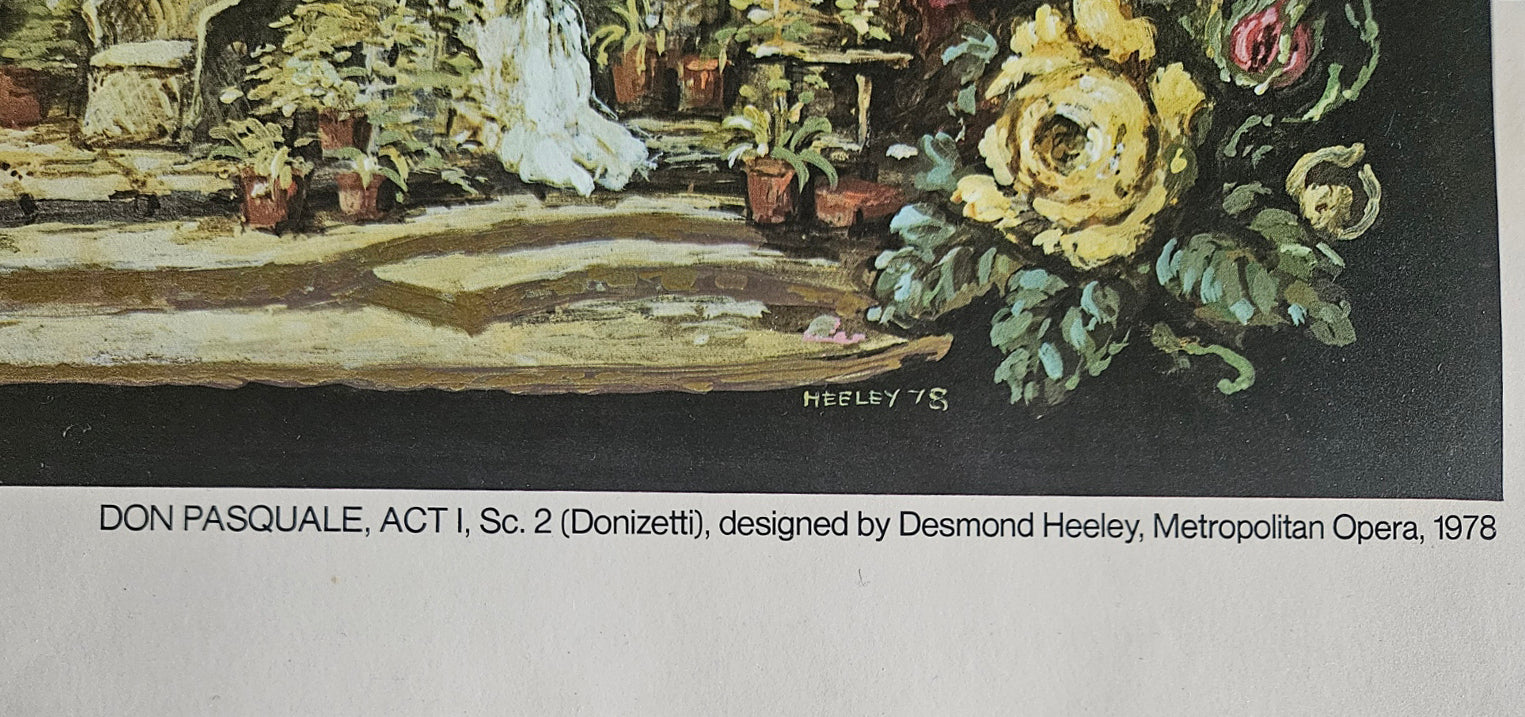 HEELEY 78
DON PASQUALE, ACT I, Sc. 2 (Donizetti), designed by Desmond Heeley, Metropolitan Opera, 1978